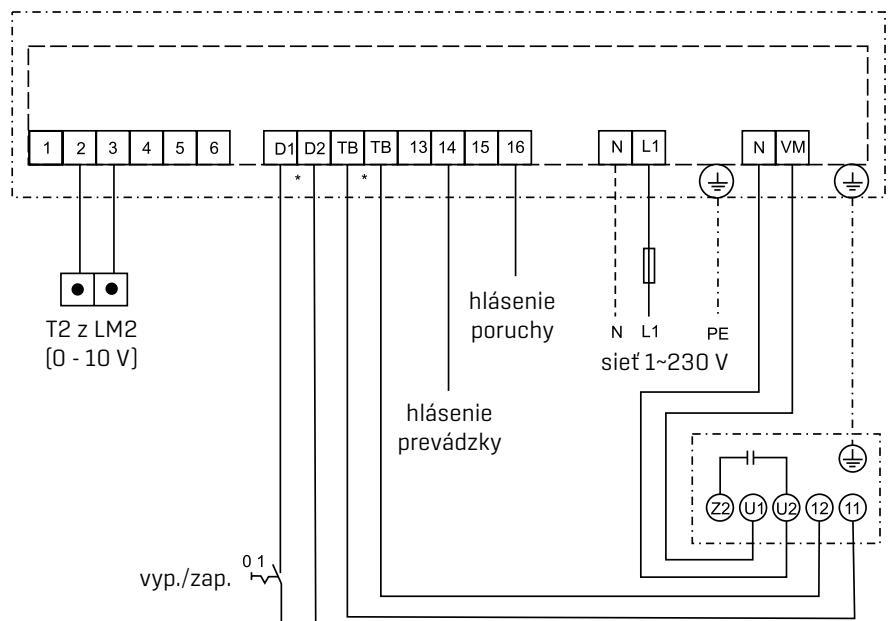 1 2 3 4 5 6 D1 D2 TB TB 13 14 15 16 N L1 N VM
* *
T2 z LM2
(0 - 10 V)
hlásenie
poruchy
N L1 PE
sieť 1~230 V
hlásenie
prevádzky
Z2 U1 U2 12 11
0 1
vyp./zap.